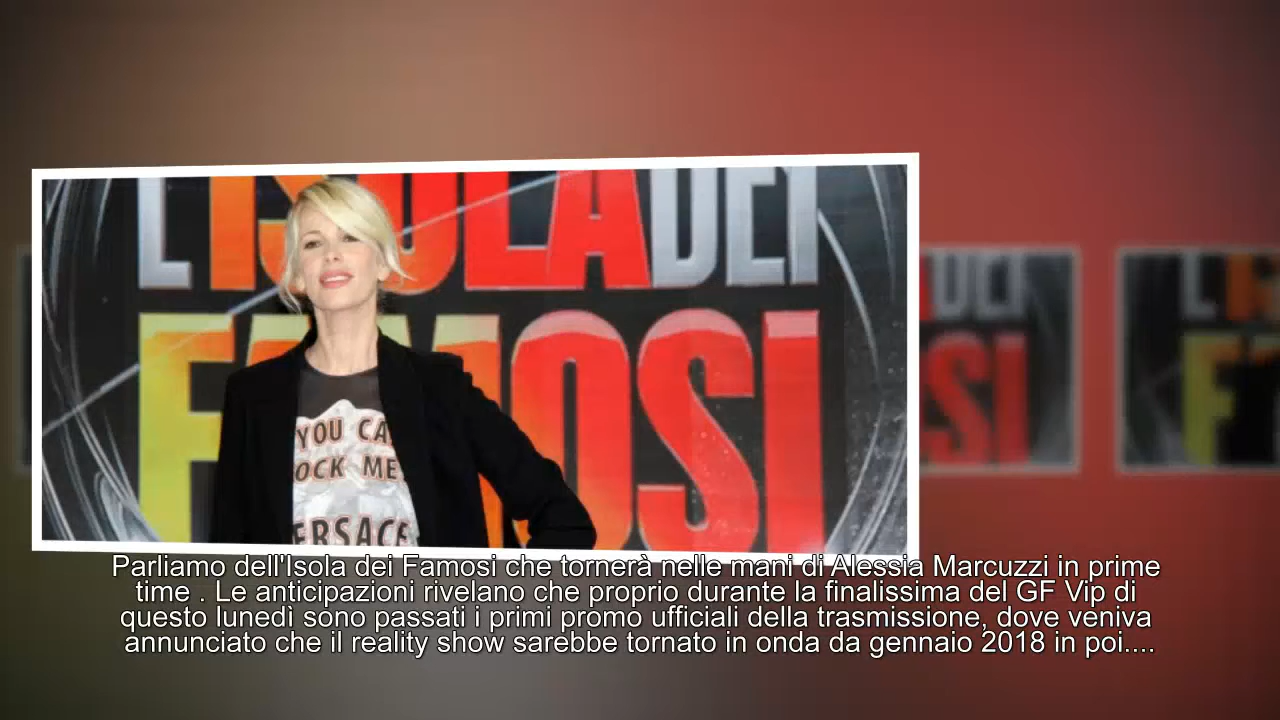 L'ISOLA DEI
FAMOSI
YOU CA
OCK ME
ERSACE
DEI
MOSI
L'I
F
Parliamo dell'Isola dei Famosi che tornerà nelle mani di Alessia Marcuzzi in prime
time . Le anticipazioni rivelano che proprio durante la finalissima del GF Vip di
questo lunedì sono passati i primi promo ufficiali della trasmissione, dove veniva
annunciato che il reality show sarebbe tornato in onda da gennaio 2018 in poi....